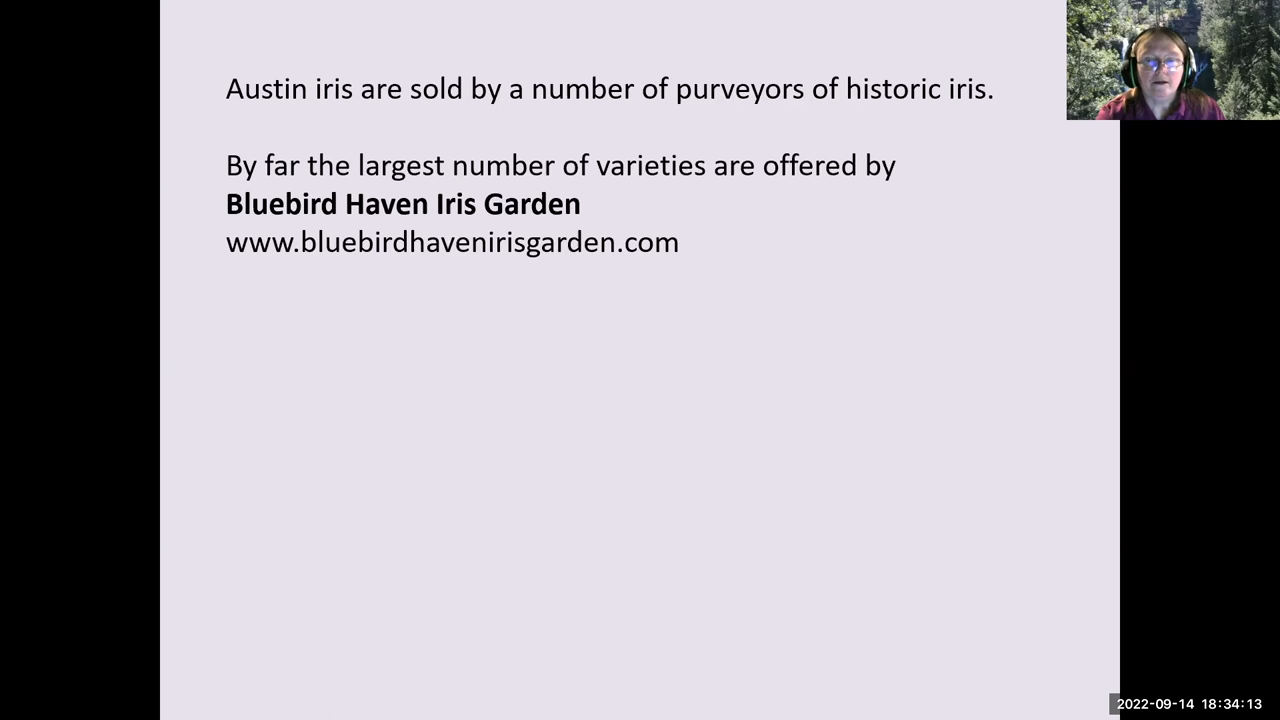 Austin iris are sold by a number of purveyors of historic iris.
By far the largest number of varieties are offered by
Bluebird Haven Iris Garden
www.bluebirdhavenirisgarden.com
2022-09-14 18:34:13